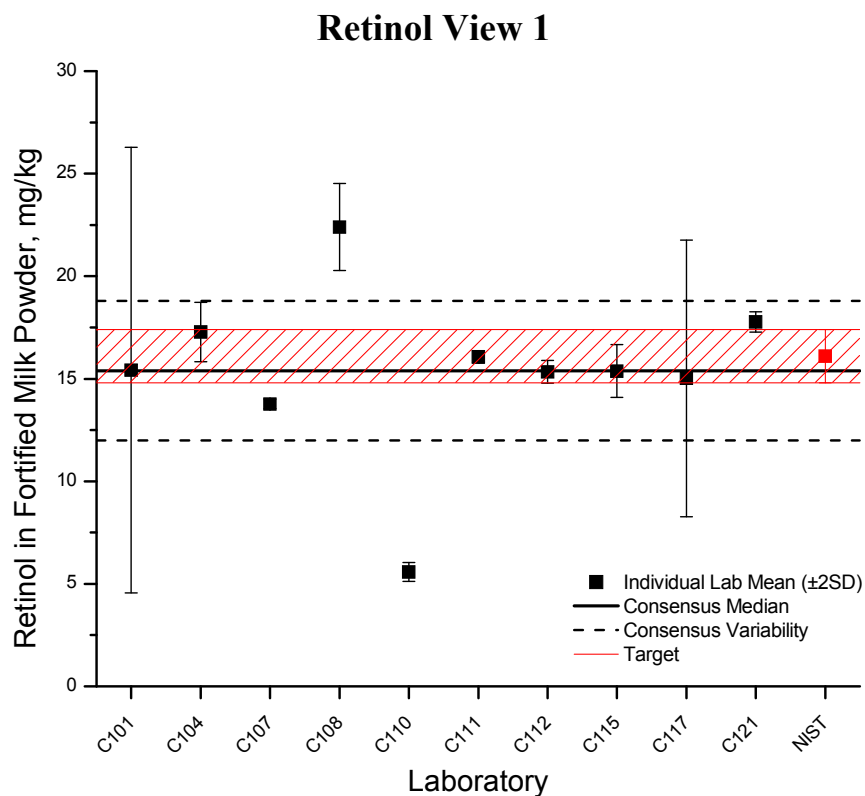 Retinol View 1
30
25
20
15
10
5
0
Retinol in Fortified Milk Powder, mg/kg
Individual Lab Mean (±2SD)
Consensus Median
Consensus Variability
Target
C101
C104
C107
C108
C110
C111
C112
C115
C117
C121
NIST
Laboratory